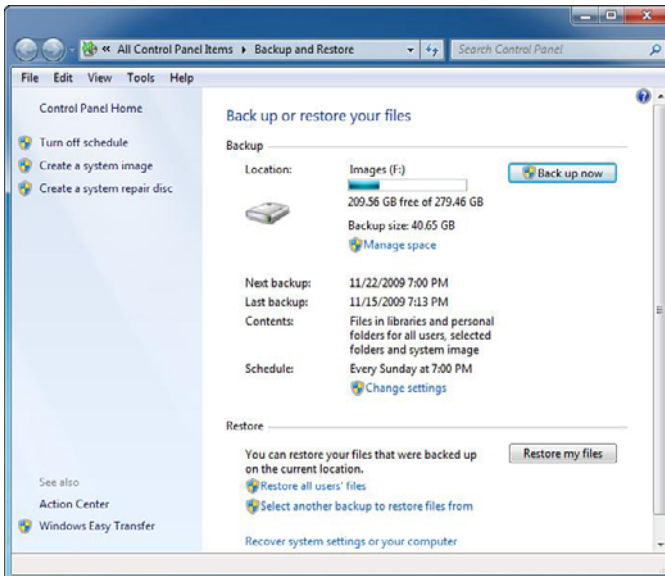 « All Control Panel Items ▸ Backup and Restore
Search Control Panel
File Edit View Tools Help
Control Panel Home
Turn off schedule
Create a system image
Create a system repair disc
Back up or restore your files
Backup
Location: Images (F:)
Back up now
209.56 GB free of 279.46 GB
Backup size: 40.65 GB
Manage space
Next backup: 11/22/2009 7:00 PM
Last backup: 11/15/2009 7:13 PM
Contents: Files in libraries and personal
folders for all users, selected
folders and system image
Schedule: Every Sunday at 7:00 PM
Change settings
Restore
You can restore your files that were backed up
on the current location.
Restore my files
Restore all users' files
Select another backup to restore files from
Recover system settings or your computer
See also
Action Center
Windows Easy Transfer